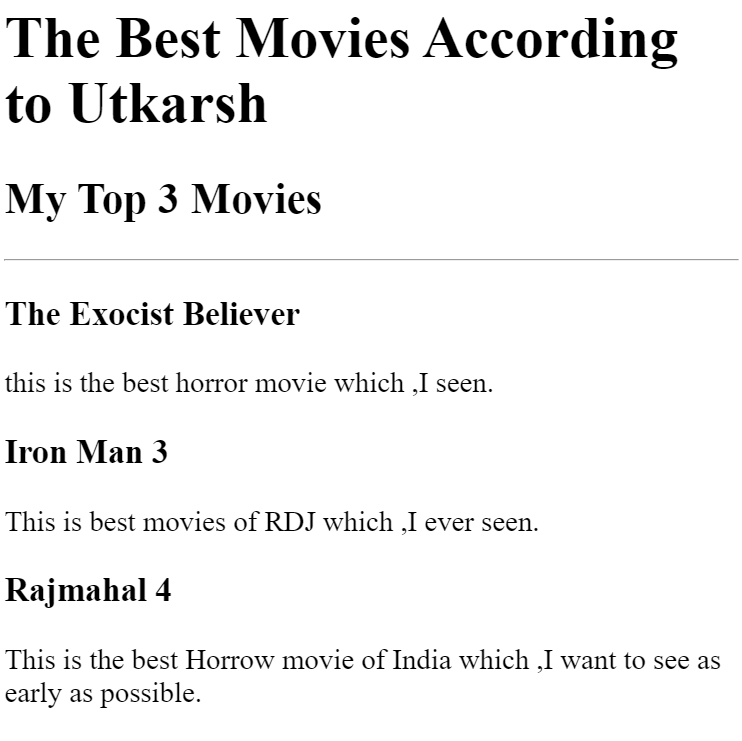 The Best Movies According
to Utkarsh
My Top 3 Movies
The Exocist Believer
this is the best horror movie which ,I seen.
Iron Man 3
This is best movies of RDJ which ,I ever seen.
Rajmahal 4
This is the best Horrow movie of India which ,I want to see as
early as possible.